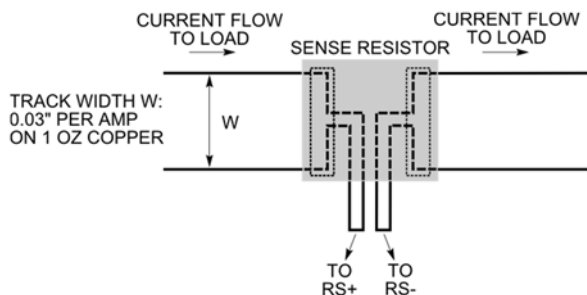 CURRENT FLOW
TO LOAD
CURRENT FLOW
TO LOAD
SENSE RESISTOR
TRACK WIDTH W:
0.03" PER AMP
ON 1 OZ COPPER
W
TO
RS+
TO
RS-